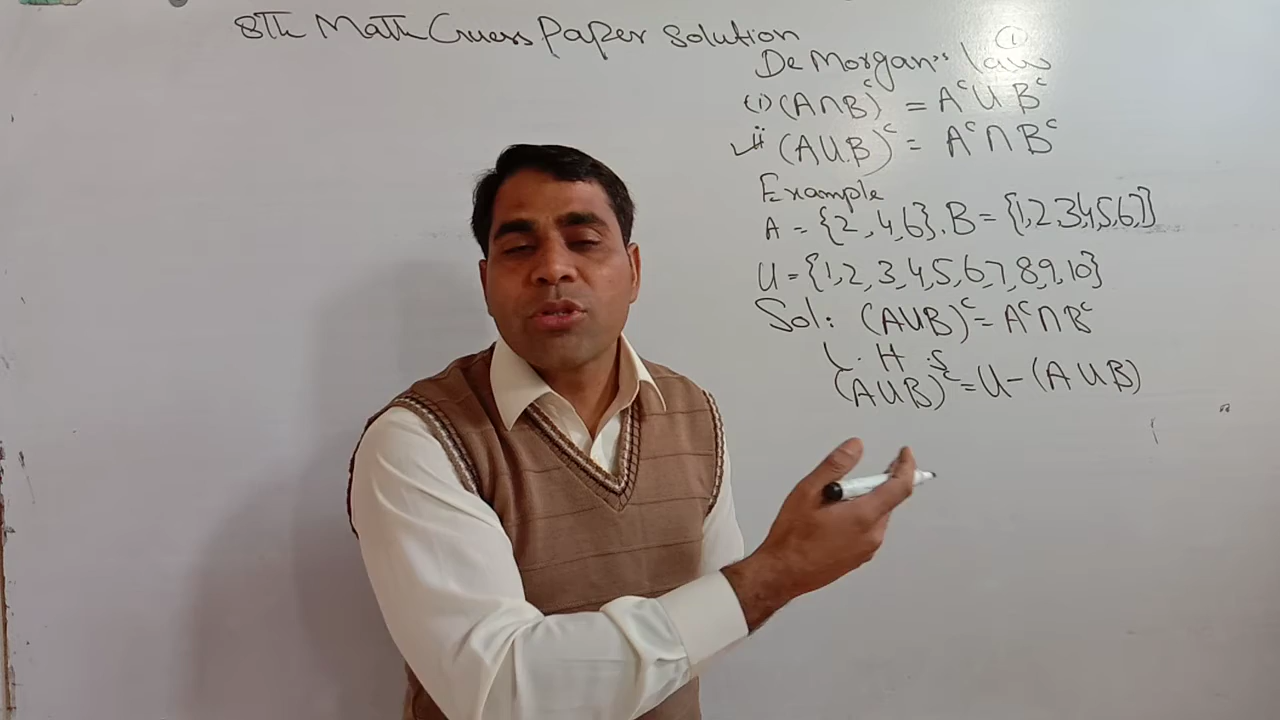 8Th Math Guess Paper Solution
①
De Morgan's law
(i) (A∩B)ᶜ = Aᶜ∪Bᶜ
ii (A∪B)ᶜ = Aᶜ∩Bᶜ
Example
A = {2,4,6}. B = {1,2,3,4,5,6,}
U = {1,2,3,4,5,6,7,8,9,10}
Sol: (A∪B)ᶜ = Aᶜ∩Bᶜ
L.H.S
(A∪B)ᶜ = U-(A∪B)